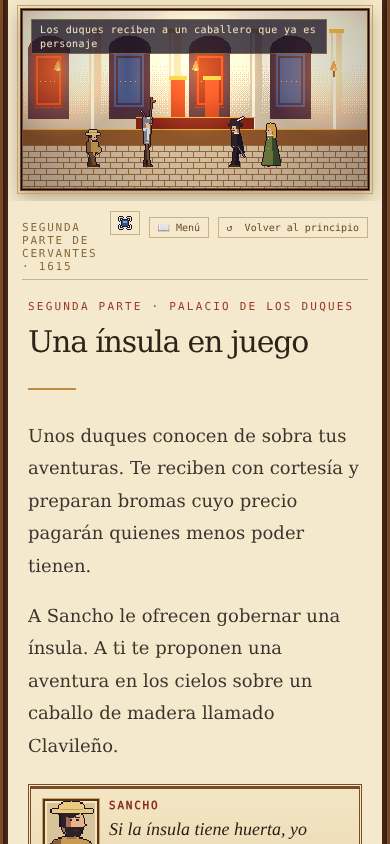 Los duques reciben a un caballero que ya es
personaje
SEGUNDA
PARTE DE
CERVANTES
· 1615
📖 Menú
↺ Volver al principio
SEGUNDA PARTE · PALACIO DE LOS DUQUES
Una ínsula en juego
Unos duques conocen de sobra tus
aventuras. Te reciben con cortesía y
preparan bromas cuyo precio
pagarán quienes menos poder
tienen.
A Sancho le ofrecen gobernar una
ínsula. A ti te proponen una
aventura en los cielos sobre un
caballo de madera llamado
Clavileño.
SANCHO
Si la ínsula tiene huerta, yo